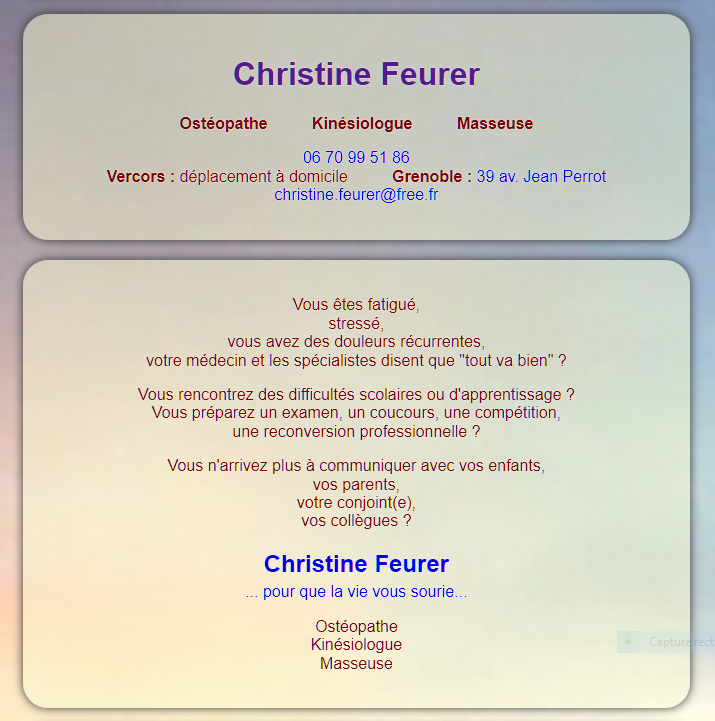 Christine Feurer
Ostéopathe Kinésiologue Masseuse
06 70 99 51 86
Vercors : déplacement à domicile Grenoble : 39 av. Jean Perrot
christine.feurer@free.fr
Vous êtes fatigué,
stressé,
vous avez des douleurs récurrentes,
votre médecin et les spécialistes disent que "tout va bien" ?
Vous rencontrez des difficultés scolaires ou d'apprentissage ?
Vous préparez un examen, un coucours, une compétition,
une reconversion professionnelle ?
Vous n'arrivez plus à communiquer avec vos enfants,
vos parents,
votre conjoint(e),
vos collègues ?
Christine Feurer
... pour que la vie vous sourie...
Ostéopathe
Kinésiologue
Capture rect
Masseuse